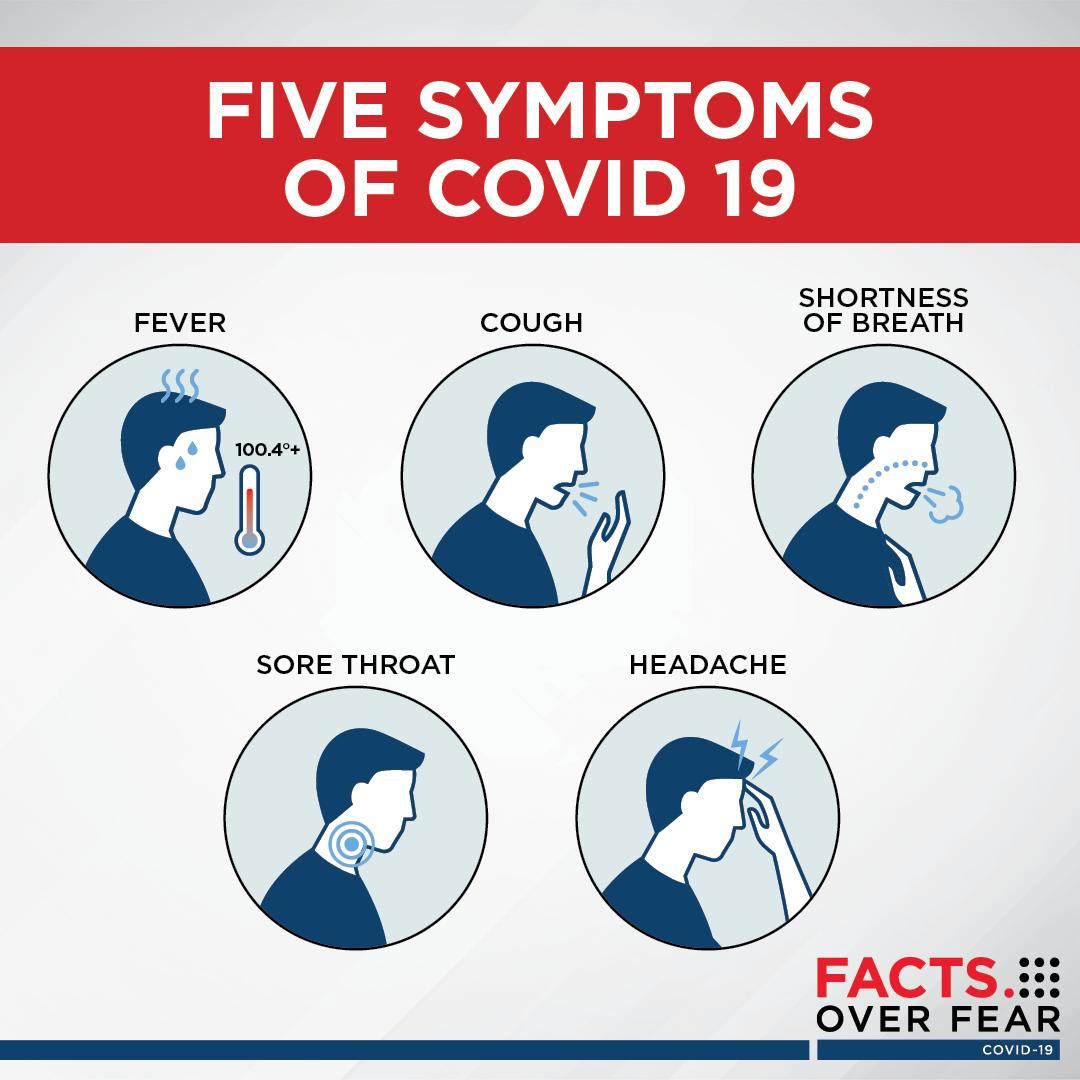 FIVE SYMPTOMS
OF COVID 19
FEVER
COUGH
SHORTNESS
OF BREATH
100.4°+
SORE THROAT
HEADACHE
FACTS.
OVER FEAR
COVID-19